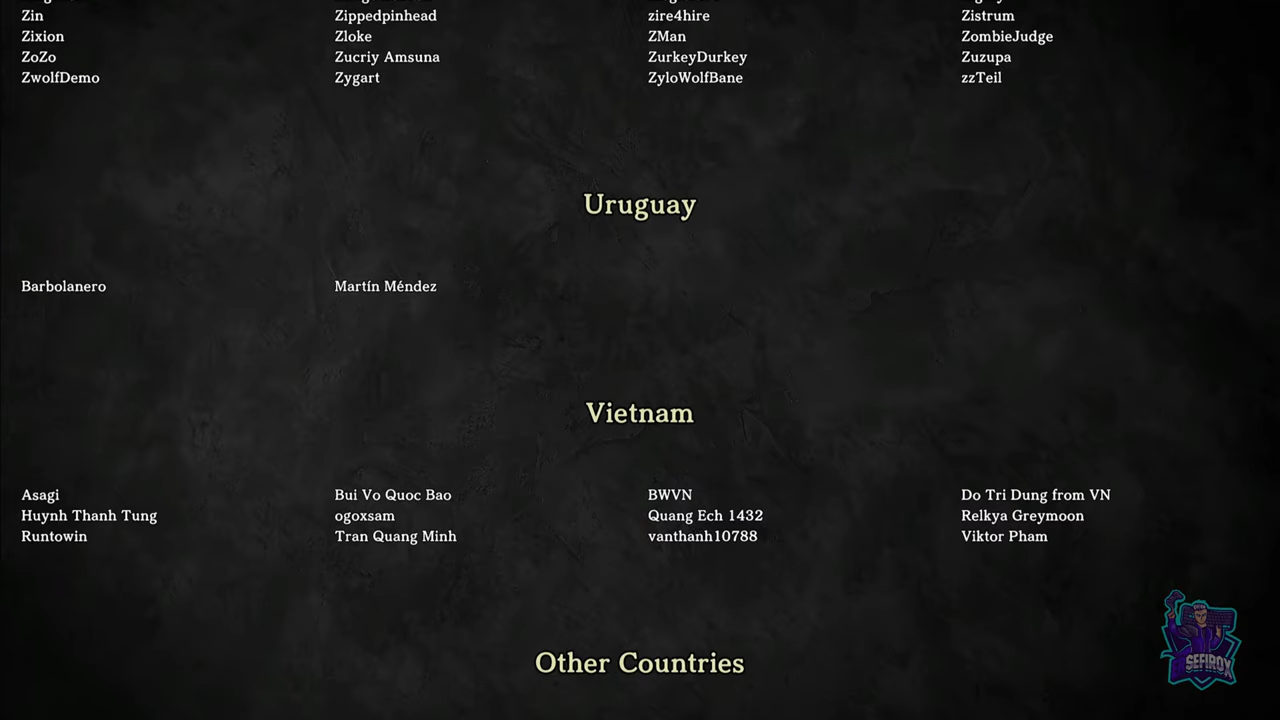 Zin Zippedpinhead zire4hire Zistrum
Zixion Zloke ZMan ZombieJudge
ZoZo Zucriy Amsuna ZurkeyDurkey Zuzupa
ZwolfDemo Zygart ZyloWolfBane zzTeil
Uruguay
Barbolanero Martín Méndez
Vietnam
Asagi Bui Vo Quoc Bao BWVN Do Tri Dung from VN
Huynh Thanh Tung ogoxsam Quang Ech 1432 Relkya Greymoon
Runtowin Tran Quang Minh vanthanh10788 Viktor Pham
Other Countries
SEFIROX